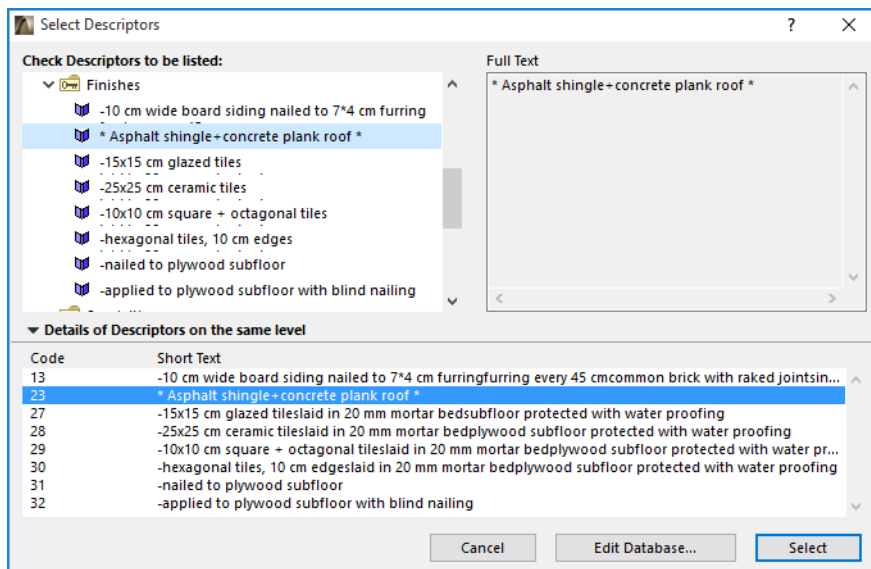 Select Descriptors
?
Check Descriptors to be listed:
Full Text
Finishes
-10 cm wide board siding nailed to 7*4 cm furring
* Asphalt shingle+concrete plank roof *
-15x15 cm glazed tiles
-25x25 cm ceramic tiles
-10x10 cm square + octagonal tiles
-hexagonal tiles, 10 cm edges
-nailed to plywood subfloor
-applied to plywood subfloor with blind nailing
* Asphalt shingle+concrete plank roof *
Details of Descriptors on the same level
Code Short Text
13 -10 cm wide board siding nailed to 7*4 cm furringfurring every 45 cmcommon brick with raked jointsin...
23 * Asphalt shingle+concrete plank roof *
27 -15x15 cm glazed tileslaid in 20 mm mortar bedsubfloor protected with water proofing
28 -25x25 cm ceramic tileslaid in 20 mm mortar bedplywood subfloor protected with water proofing
29 -10x10 cm square + octagonal tileslaid in 20 mm mortar bedplywood subfloor protected with water pr...
30 -hexagonal tiles, 10 cm edgeslaid in 20 mm mortar bedplywood subfloor protected with water proofing
31 -nailed to plywood subfloor
32 -applied to plywood subfloor with blind nailing
Cancel
Edit Database...
Select